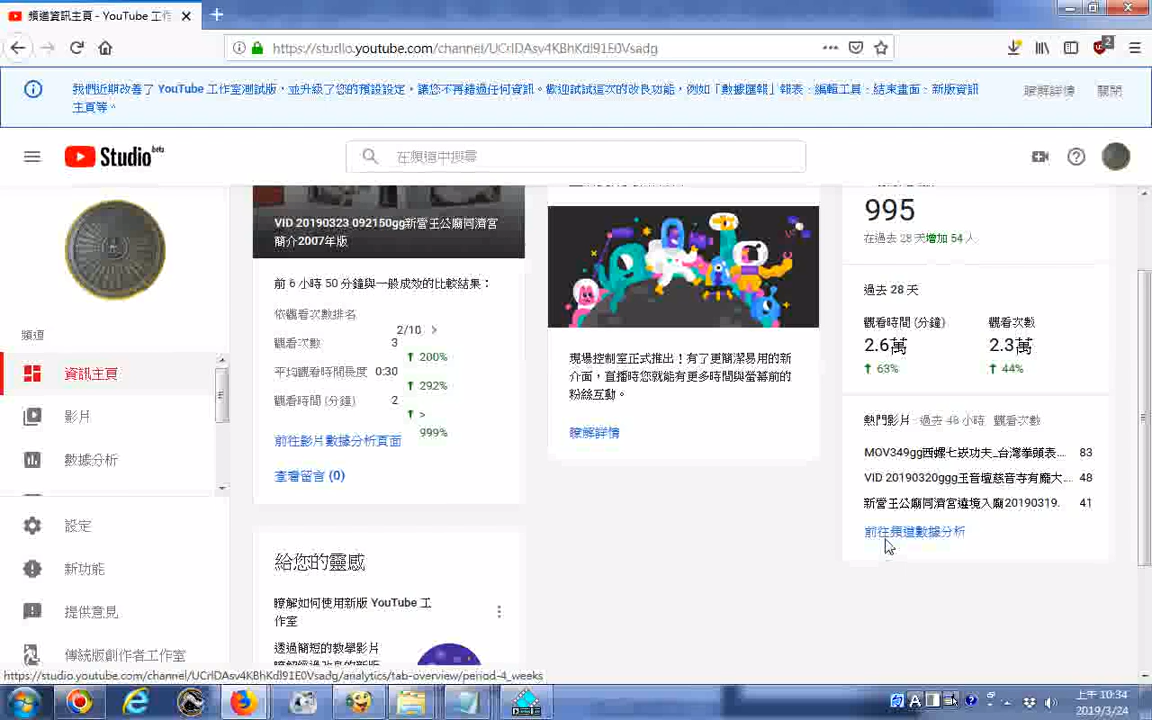 頻道資訊主頁 - YouTube 工作
https://studio.youtube.com/channel/UCrIDAsv4KBhKdl91E0Vsadg
2
我們近期改善了 YouTube 工作室測試版，並升級了您的預設設定，讓您不再錯過任何資訊。歡迎試試這次的改良功能，例如「數據匯報」報表、編輯工具、結束畫面、新版資訊
主頁等。
瞭解詳情
關閉
Studio beta
在頻道中搜尋
頻道
資訊主頁
影片
數據分析
設定
新功能
提供意見
傳統版創作者工作室
VID 20190323 092150gg新營王公廟同濟宮
簡介2007年版
前 6 小時 50 分鐘與一般成效的比較結果：
依觀看次數排名
2/10
觀看次數 3
200%
平均觀看時間長度 0:30
292%
觀看時間 (分鐘) 2
>
999%
前往影片數據分析頁面
查看留言 (0)
給您的靈感
瞭解如何使用新版 YouTube 工
作室
透過簡短的教學影片
現場控制室正式推出！有了更簡潔易用的新
介面，直播時您就能有更多時間與螢幕前的
粉絲互動。
瞭解詳情
995
在過去 28 天增加 54 人
過去 28 天
觀看時間 (分鐘) 觀看次數
2.6萬 2.3萬
63% 44%
熱門影片 · 過去 48 小時 · 觀看次數
MOV349gg西螺七崁功夫_台灣拳頭表... 83
VID 20190320ggg王音壇慈音寺有龐大... 48
新營王公廟同濟宮遶境入廟20190319. 41
前往頻道數據分析
https://studio.youtube.com/channel/UCrIDAsv4KBhKdl91E0Vsadg/analytics/tab-overview/period-4_weeks
上午 10:34
2019/3/24